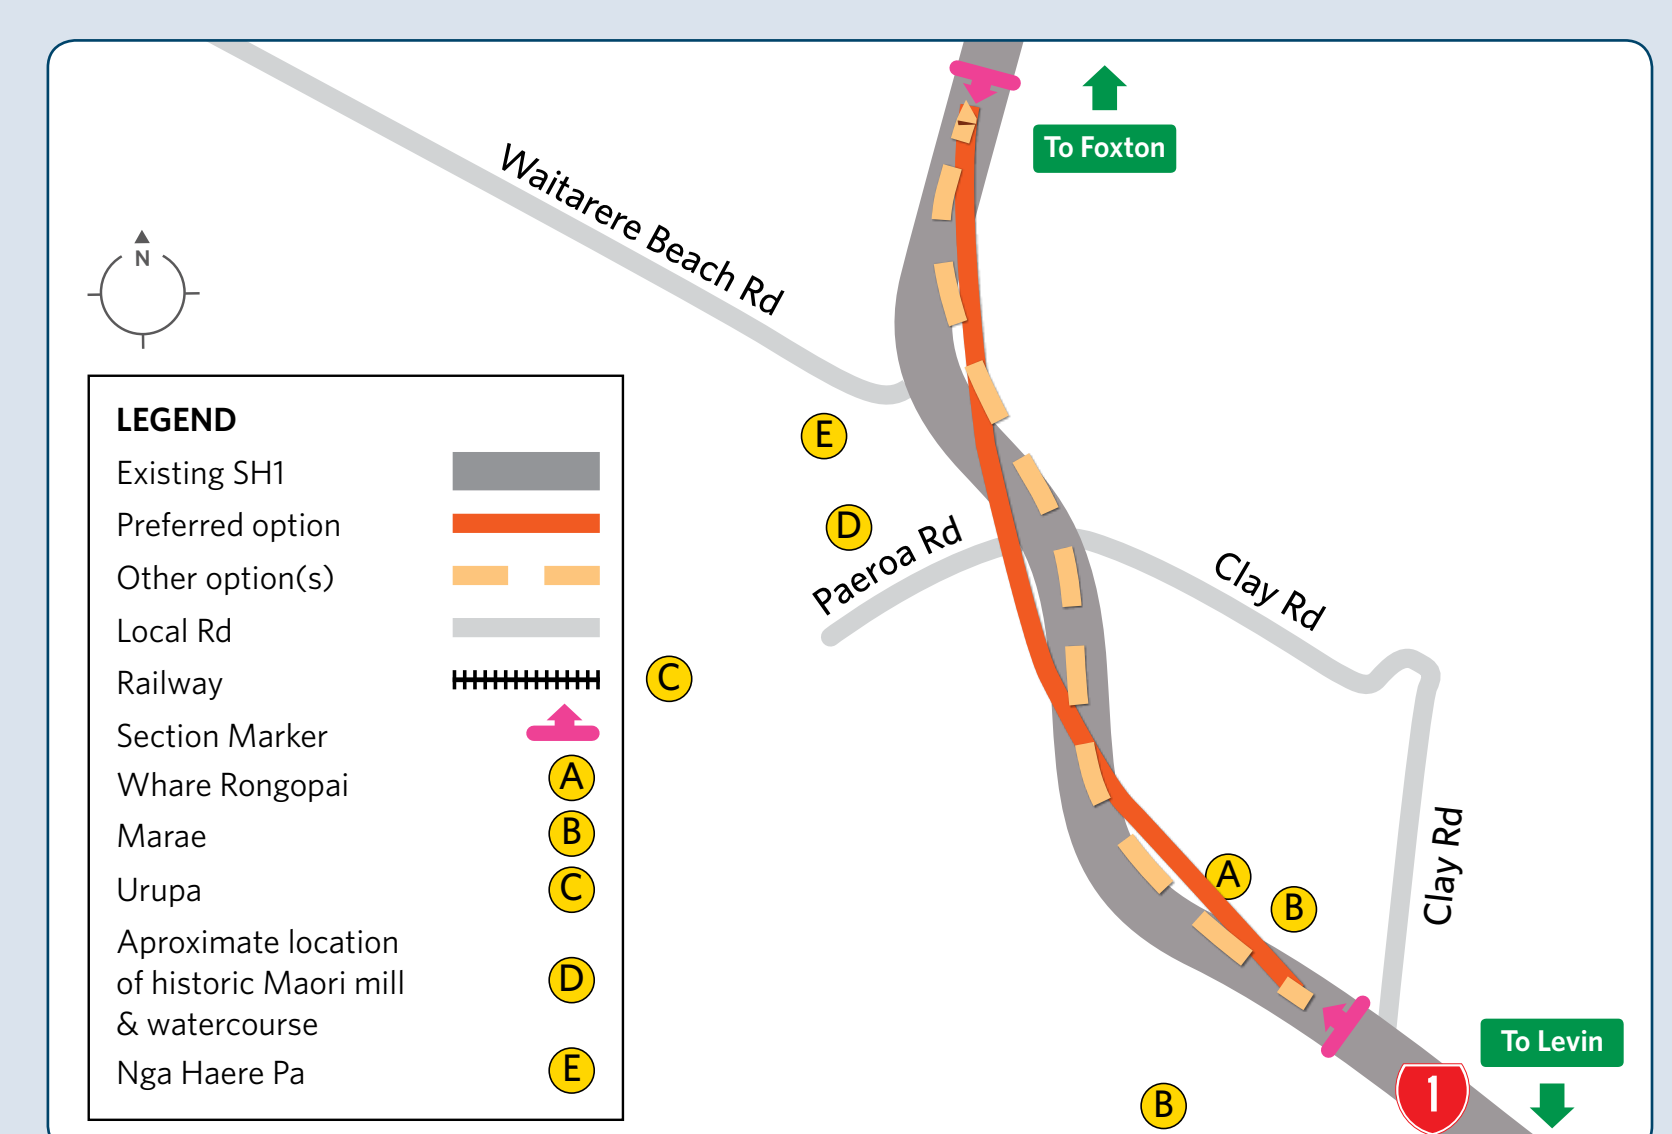 To Foxton
Waitarere Beach Rd
N
E
D
Paeroa Rd
Clay Rd
C
Clay Rd
A
B
To Levin
1
B
LEGEND
Existing SH1
Preferred option
Other option(s)
Local Rd
Railway
Section Marker
Whare Rongopai A
Marae B
Urupa C
Aproximate location
of historic Maori mill D
& watercourse
Nga Haere Pa E